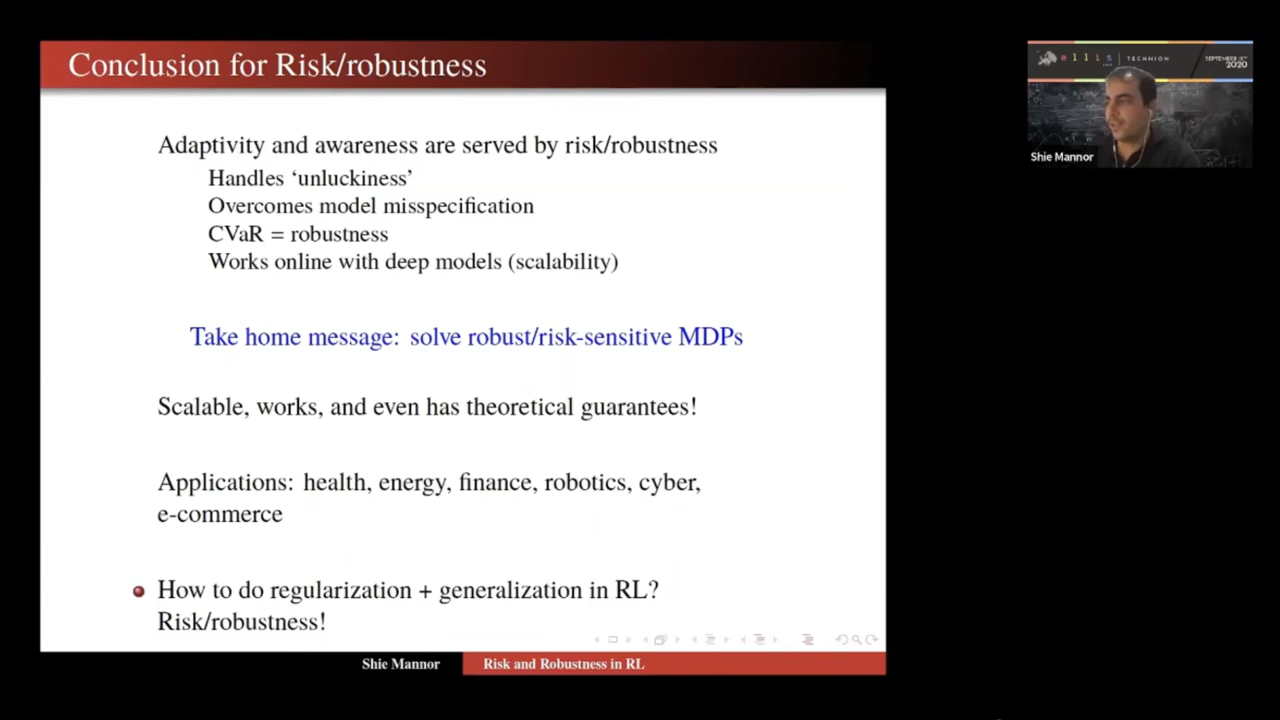 Conclusion for Risk/robustness
Adaptivity and awareness are served by risk/robustness
Handles ‘unluckiness’
Overcomes model misspecification
CVaR = robustness
Works online with deep models (scalability)
Take home message: solve robust/risk-sensitive MDPs
Scalable, works, and even has theoretical guarantees!
Applications: health, energy, finance, robotics, cyber,
e-commerce
How to do regularization + generalization in RL?
Risk/robustness!
Shie Mannor
Risk and Robustness in RL
ellis
TECHNION
SEPTEMBER
2020
Shie Mannor